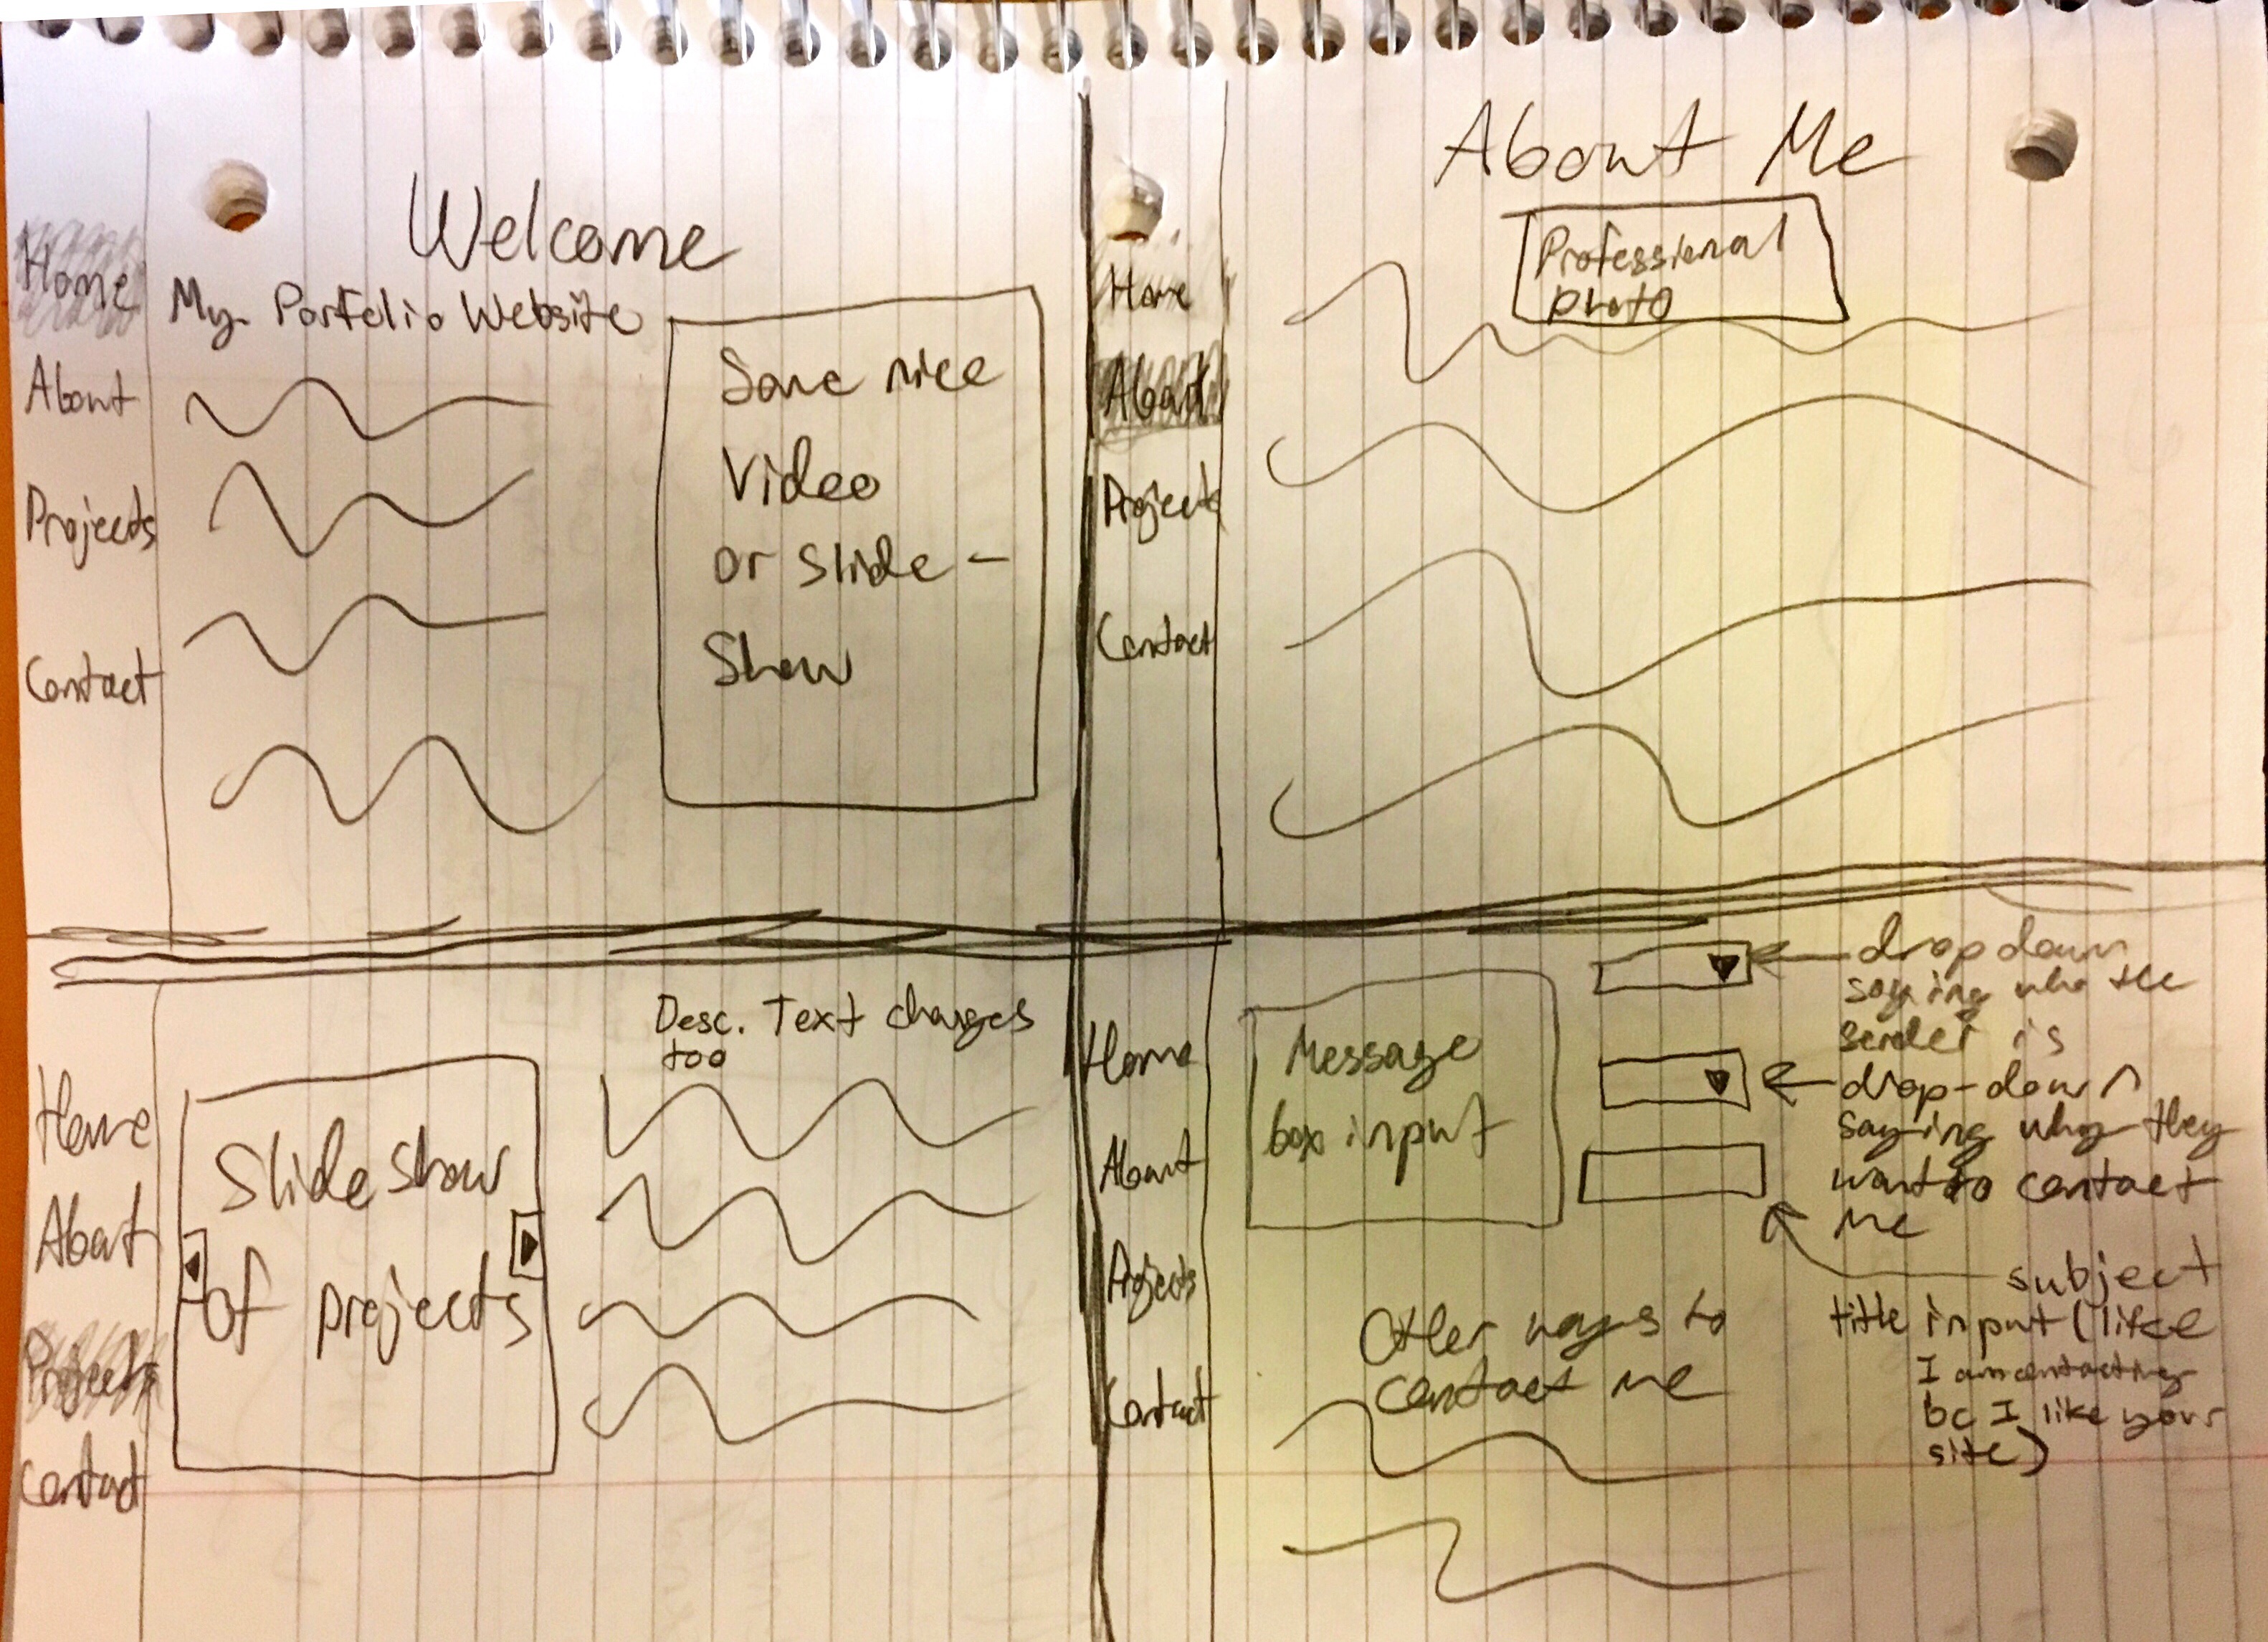 Welcome
My Portfolio Website
Home
About
Projects
Contact
Some nice
Video
or slide-
Show
About Me
Professional
photo
Home
About
Projects
Contact
Desc. Text changes
too
Home
About
Projects
Contact
Slide show
of projects
Home
About
Projects
Contact
Message
box input
drop down
saying who the
sender is
drop-down
saying why they
want to contact
me
subject
title input (like
I am contacting
bc I like your
site)
Other ways to
contact me